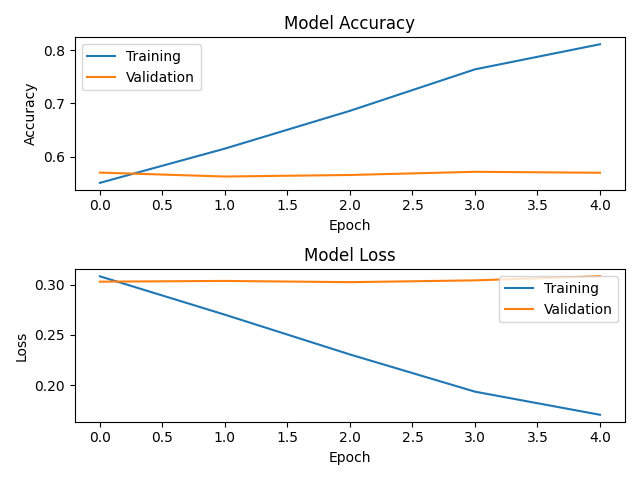 Model Accuracy
Training
Validation
Accuracy
0.8
0.7
0.6
0.0 0.5 1.0 1.5 2.0 2.5 3.0 3.5 4.0
Epoch
Model Loss
Training
Validation
Loss
0.30
0.25
0.20
0.0 0.5 1.0 1.5 2.0 2.5 3.0 3.5 4.0
Epoch